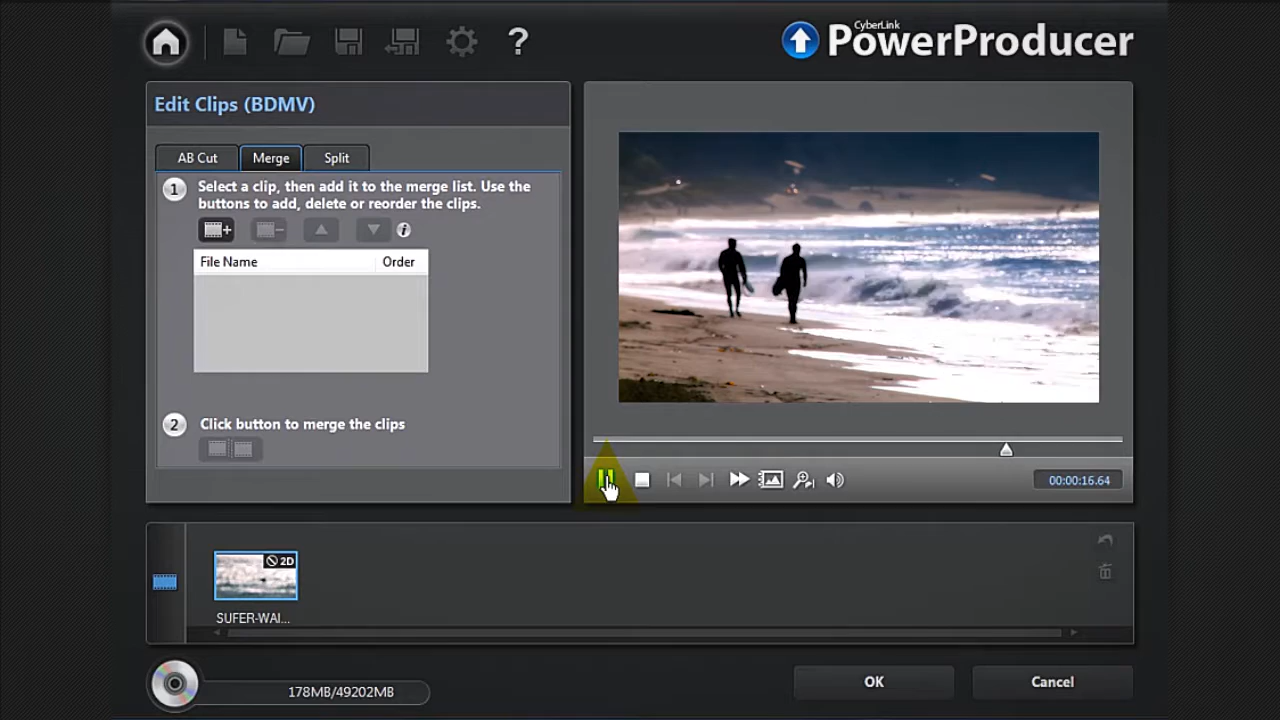 ?
CyberLink
PowerProducer
Edit Clips (BDMV)
AB Cut
Merge
Split
1
Select a clip, then add it to the merge list. Use the
buttons to add, delete or reorder the clips.
i
File Name
Order
2
Click button to merge the clips
00:00:16.64
2D
SUFER-WAI...
178MB/49202MB
OK
Cancel